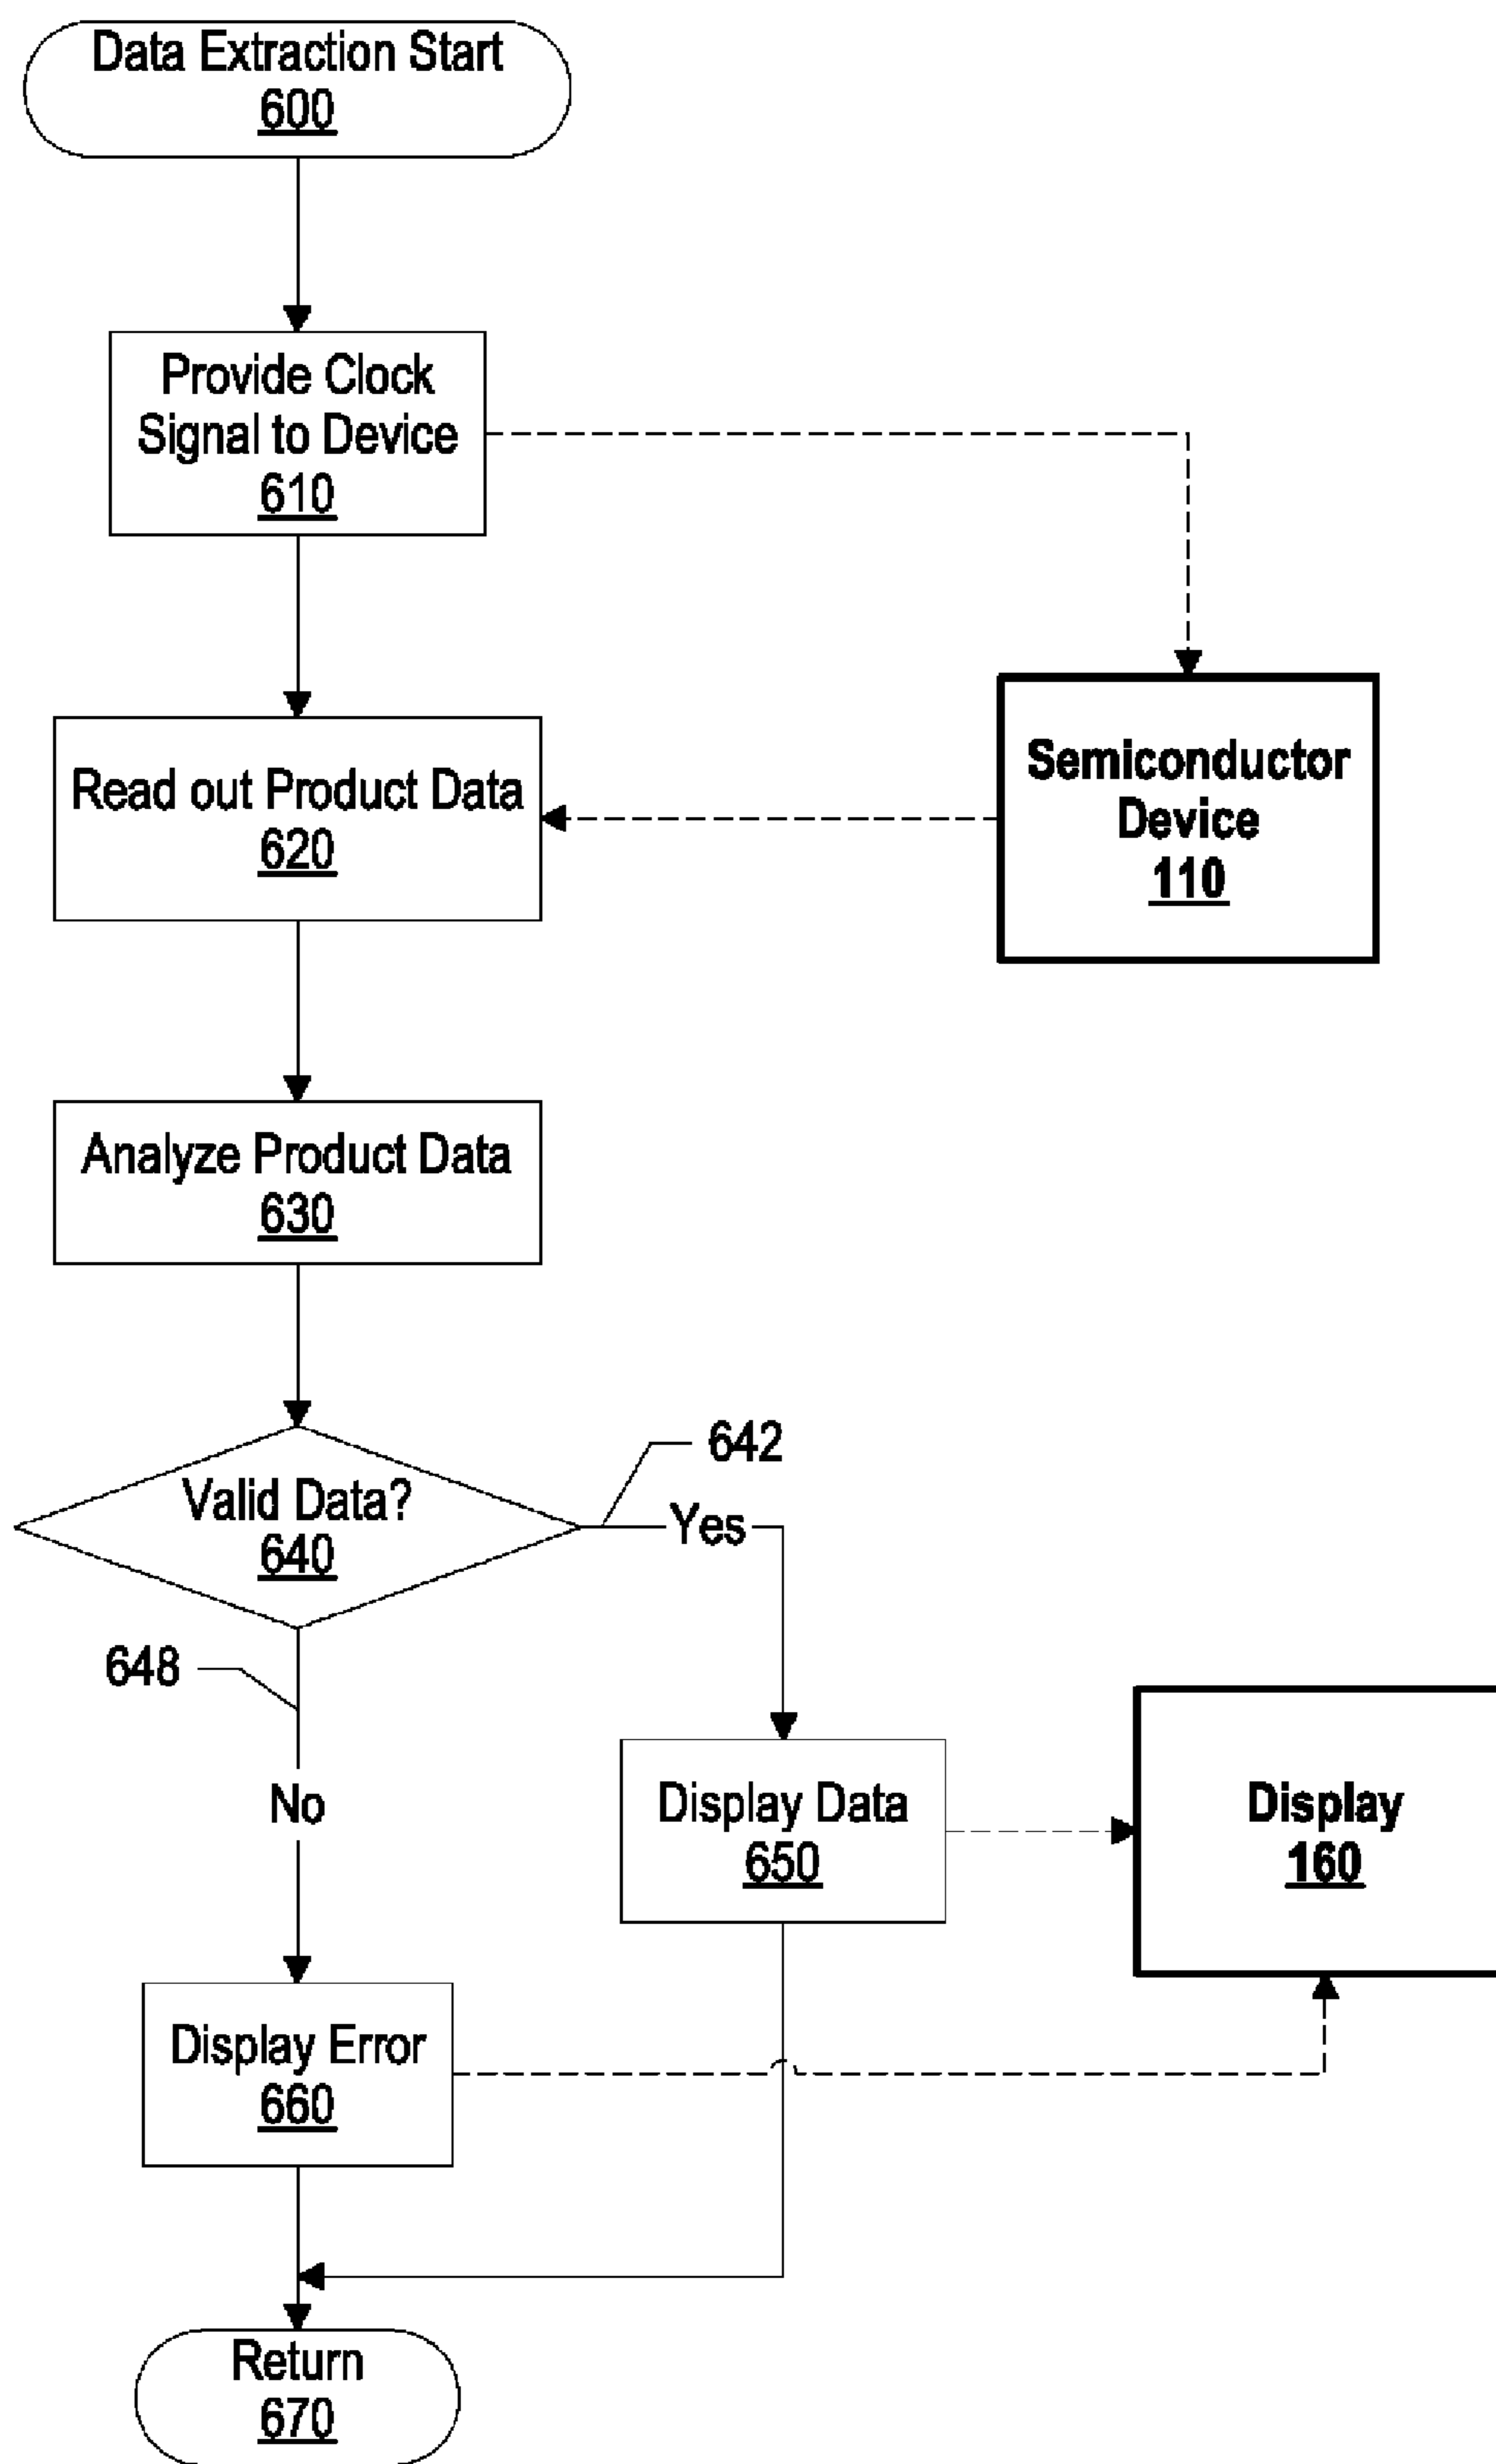 Data Extraction Start
600
Provide Clock
Signal to Device
610
Semiconductor
Device
110
Read out Product Data
620
Analyze Product Data
630
Valid Data?
640
642
Yes
648
No
Display Data
650
Display
160
Display Error
660
Return
670